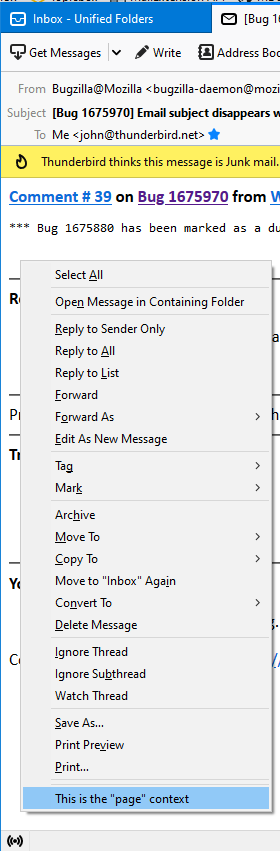 Inbox - Unified Folders
[Bug 1
Get Messages
Write
Address Boo
From Bugzilla@Mozilla <bugzilla-daemon@mozi
Subject [Bug 1675970] Email subject disappears w
To Me <john@thunderbird.net>
Thunderbird thinks this message is Junk mail.
Comment # 39 on Bug 1675970 from
*** Bug 1675880 has been marked as a du
Select All
Open Message in Containing Folder
Reply to Sender Only
Reply to All
Reply to List
Forward
Forward As
Edit As New Message
Tag
Mark
Archive
Move To
Copy To
Move to "Inbox" Again
Convert To
Delete Message
Ignore Thread
Ignore Subthread
Watch Thread
Save As...
Print Preview
Print...
This is the "page" context